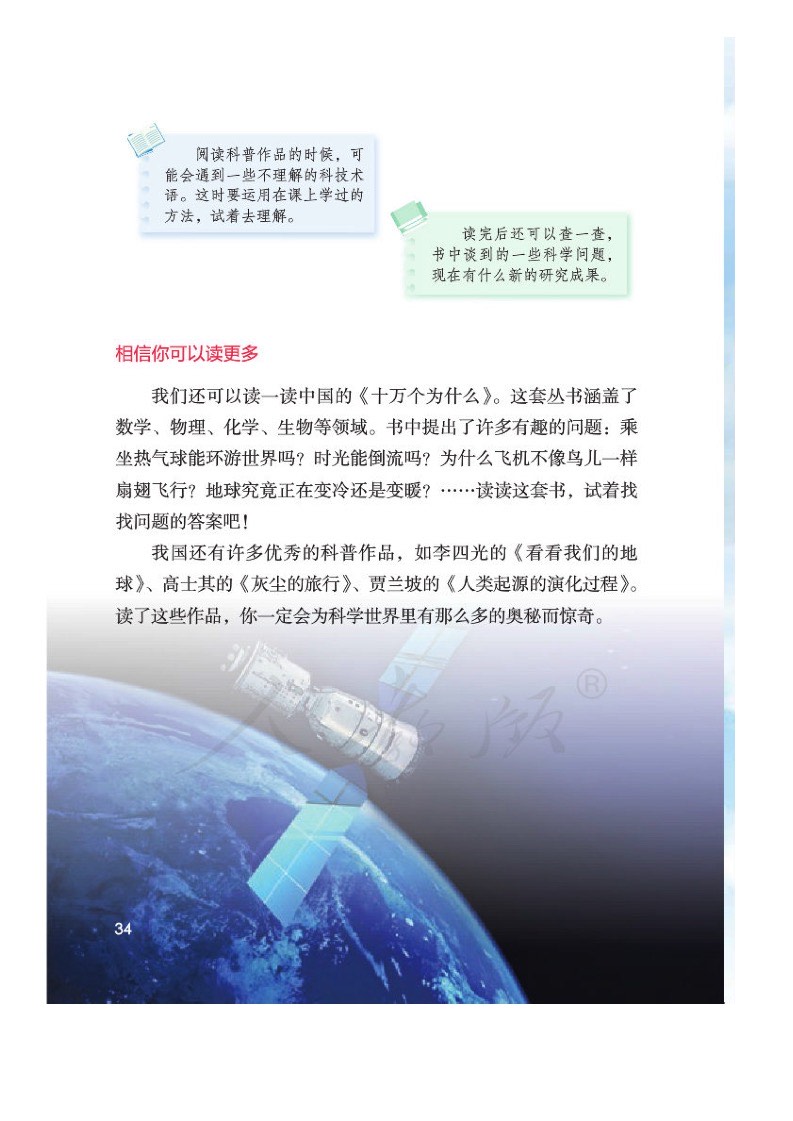 阅读科普作品的时候，可
能会遇到一些不理解的科技术
语。这时要运用在课上学过的
方法，试着去理解。
读完后还可以查一查，
书中谈到的一些科学问题，
现在有什么新的研究成果。
相信你可以读更多
我们还可以读一读中国的《十万个为什么》。这套丛书涵盖了
数学、物理、化学、生物等领域。书中提出了许多有趣的问题：乘
坐热气球能环游世界吗？时光能倒流吗？为什么飞机不像鸟儿一样
扇翅飞行？地球究竟正在变冷还是变暖？……读读这套书，试着找
找问题的答案吧！
我国还有许多优秀的科普作品，如李四光的《看看我们的地
球》、高士其的《灰尘的旅行》、贾兰坡的《人类起源的演化过程》。
读了这些作品，你一定会为科学世界里有那么多的奥秘而惊奇。
人教版®
34